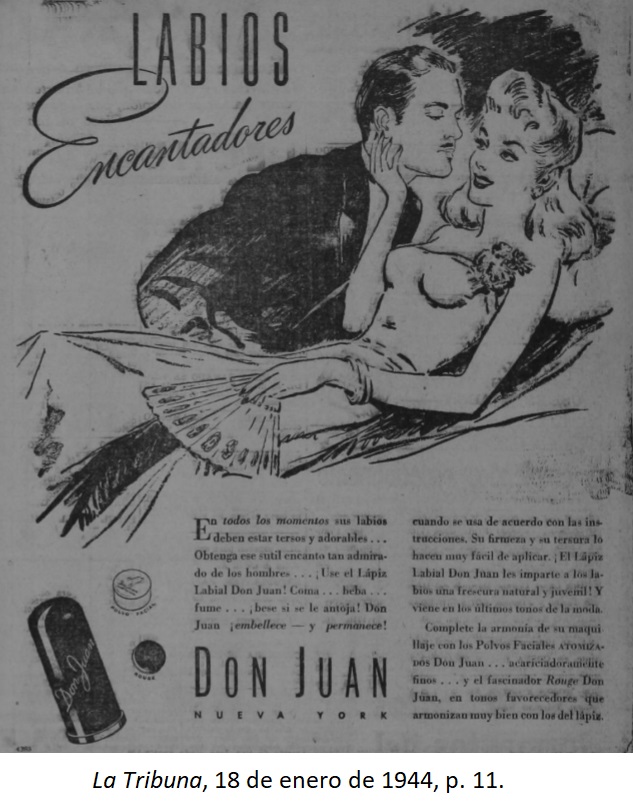 LABIOS
Encantadores
En todos los momentos sus labios
deben estar tersos y adorables . . .
Obtenga ese sutil encanto tan admira-
do de los hombres . . . ¡Use el Lápiz
Labial Don Juan! Coma . . . beba . . .
fume . . . ¡bese si se le antoja! Don
Juan ¡embellece — y permanece!
DON JUAN
NUEVA YORK
cuando se usa de acuerdo con las ins-
trucciones. Su firmeza y su tersura lo
hacen muy fácil de aplicar. ¡El Lápiz
Labial Don Juan les imparte a los la-
bios una frescura natural y juvenil! Y
viene en los últimos tonos de la moda.
Complete la armonía de su maqui
llaje con los Polvos Faciales ATOMIZA-
DOS Don Juan . . . acariciadoramente
finos . . . y el fascinador Rouge Don
Juan, en tonos favorecedores que
armonizan muy bien con los del lápiz.
POLVO FACIAL
ROUGE
Don Juan
La Tribuna, 18 de enero de 1944, p. 11.